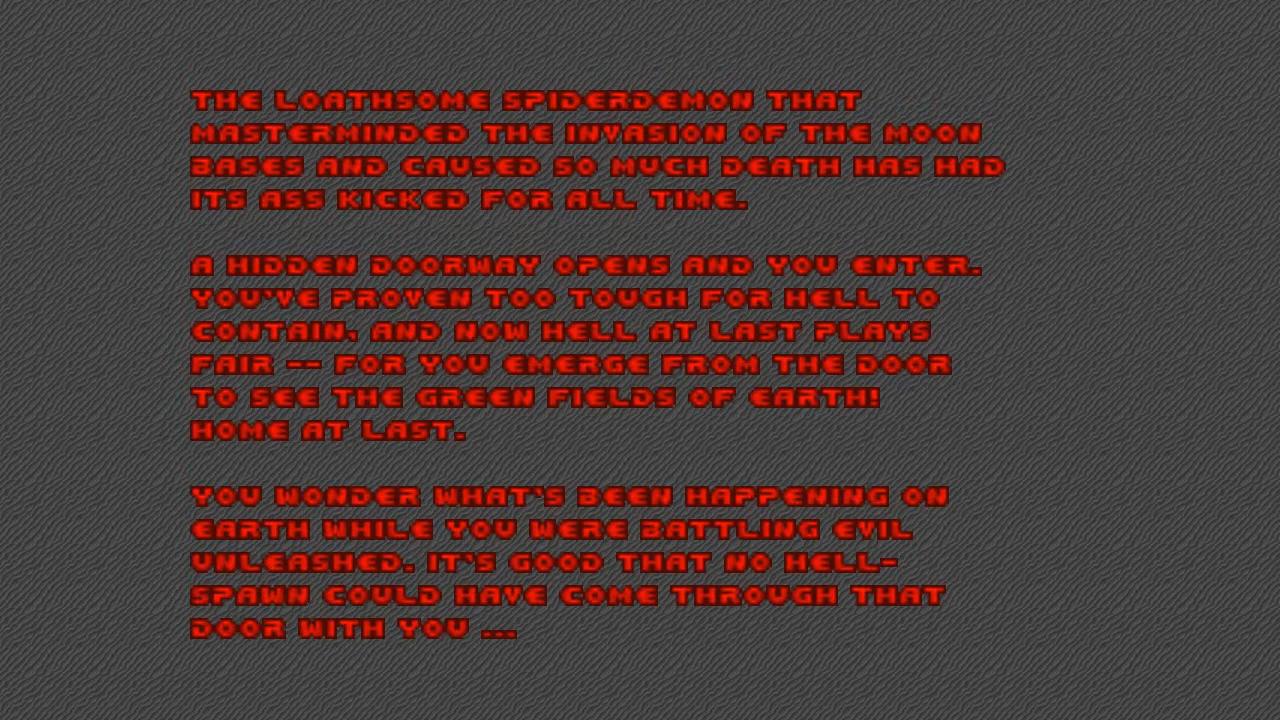 THE LOATHSOME SPIDERDEMON THAT
MASTERMINDED THE INVASION OF THE MOON
BASES AND CAUSED SO MUCH DEATH HAS HAD
ITS ASS KICKED FOR ALL TIME.
A HIDDEN DOORWAY OPENS AND YOU ENTER.
YOU'VE PROVEN TOO TOUGH FOR HELL TO
CONTAIN, AND NOW HELL AT LAST PLAYS
FAIR -- FOR YOU EMERGE FROM THE DOOR
TO SEE THE GREEN FIELDS OF EARTH!
HOME AT LAST.
YOU WONDER WHAT'S BEEN HAPPENING ON
EARTH WHILE YOU WERE BATTLING EVIL
UNLEASHED. IT'S GOOD THAT NO HELL-
SPAWN COULD HAVE COME THROUGH THAT
DOOR WITH YOU ...